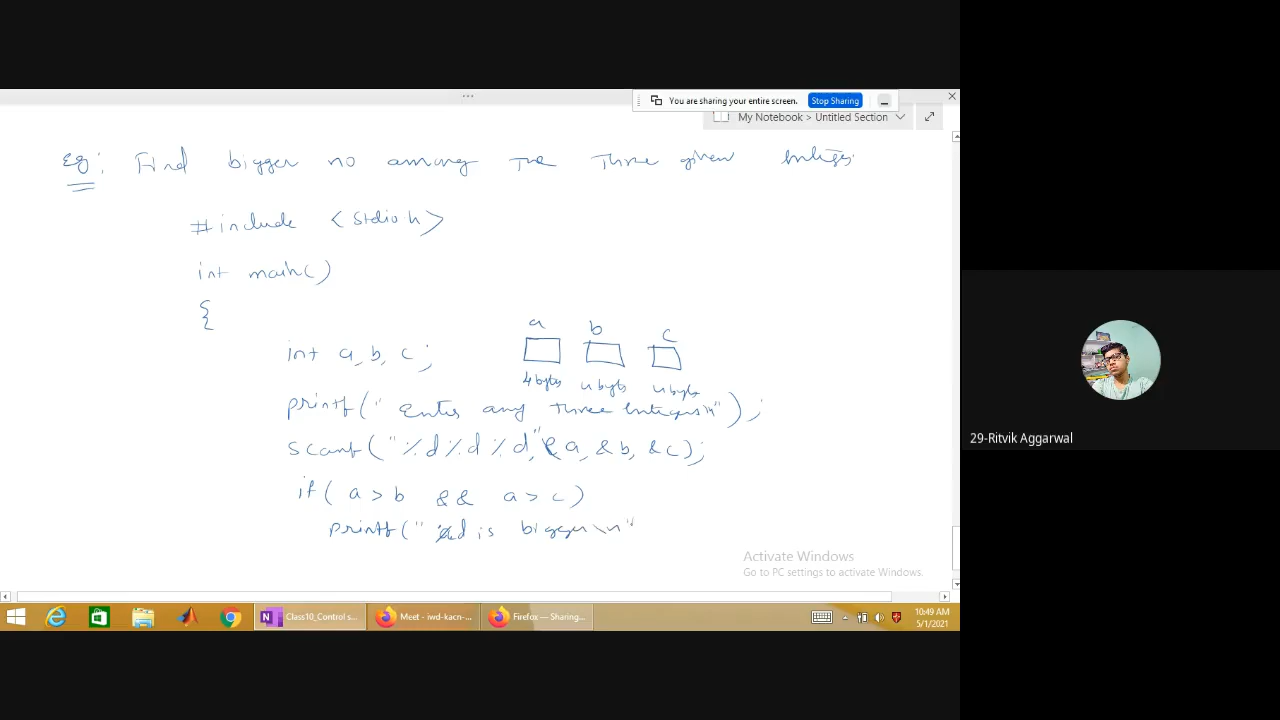 You are sharing your entire screen. Stop Sharing
My Notebook > Untitled Section
Eg: Find bigger no among the three given Integers
#include <stdio.h>
int main()
{
a b c
int a, b, c;
4 bytes 4 bytes 4 bytes
printf(" Enter any three Integers\n");
scanf("%d%d%d", &a, &b, &c);
if( a > b && a > c)
printf(" %d is bigger\n"
Activate Windows
Go to PC settings to activate Windows.
Class10_Control s... Meet - iwd-kacn-... Firefox — Sharing...
10:49 AM
5/1/2021
29-Ritvik Aggarwal